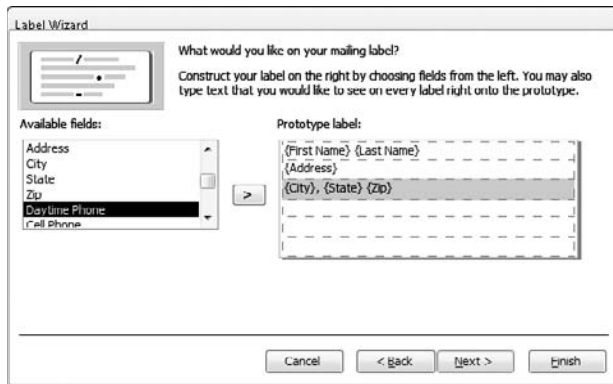 Label Wizard
What would you like on your mailing label?
Construct your label on the right by choosing fields from the left. You may also
type text that you would like to see on every label right onto the prototype.
Available fields:
Prototype label:
Address
City
State
Zip
Daytime Phone
Cell Phone
>
{First Name} {Last Name}
{Address}
{City}, {State} {Zip}
Cancel
< Back
Next >
Finish